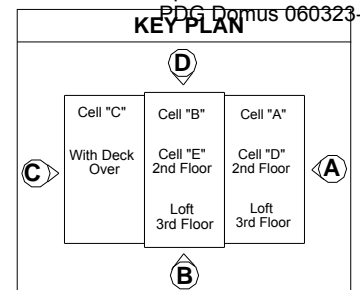 PDG Domus 060323-
KEY PLAN
D
Cell "C"
Cell "B"
Cell "A"
With Deck
Over
Cell "E"
2nd Floor
Cell "D"
2nd Floor
C
A
Loft
3rd Floor
Loft
3rd Floor
B